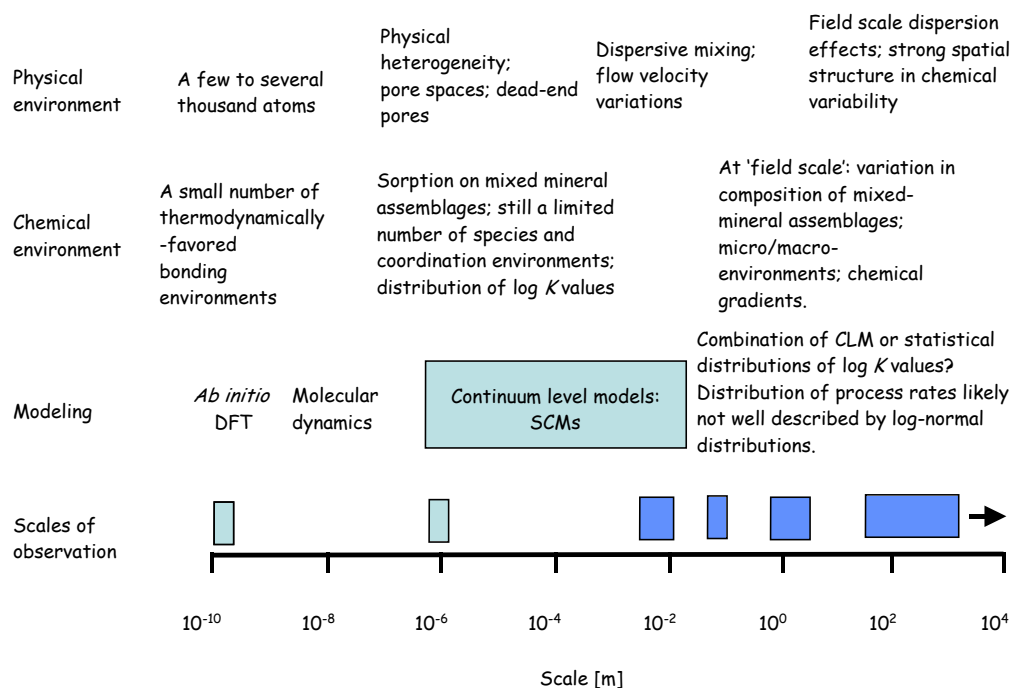 Physical
environment
A few to several
thousand atoms
Physical
heterogeneity;
pore spaces; dead-end
pores
Dispersive mixing;
flow velocity
variations
Field scale dispersion
effects; strong spatial
structure in chemical
variability
Chemical
environment
A small number of
thermodynamically
-favored
bonding
environments
Sorption on mixed mineral
assemblages; still a limited
number of species and
coordination environments;
distribution of log K values
At ‘field scale’: variation in
composition of mixed-
mineral assemblages;
micro/macro-
environments; chemical
gradients.
Modeling
Ab initio
DFT
Molecular
dynamics
Continuum level models:
SCMs
Combination of CLM or statistical
distributions of log K values?
Distribution of process rates likely
not well described by log-normal
distributions.
Scales of
observation
10⁻¹⁰ 10⁻⁸ 10⁻⁶ 10⁻⁴ 10⁻² 10⁰ 10² 10⁴
Scale [m]